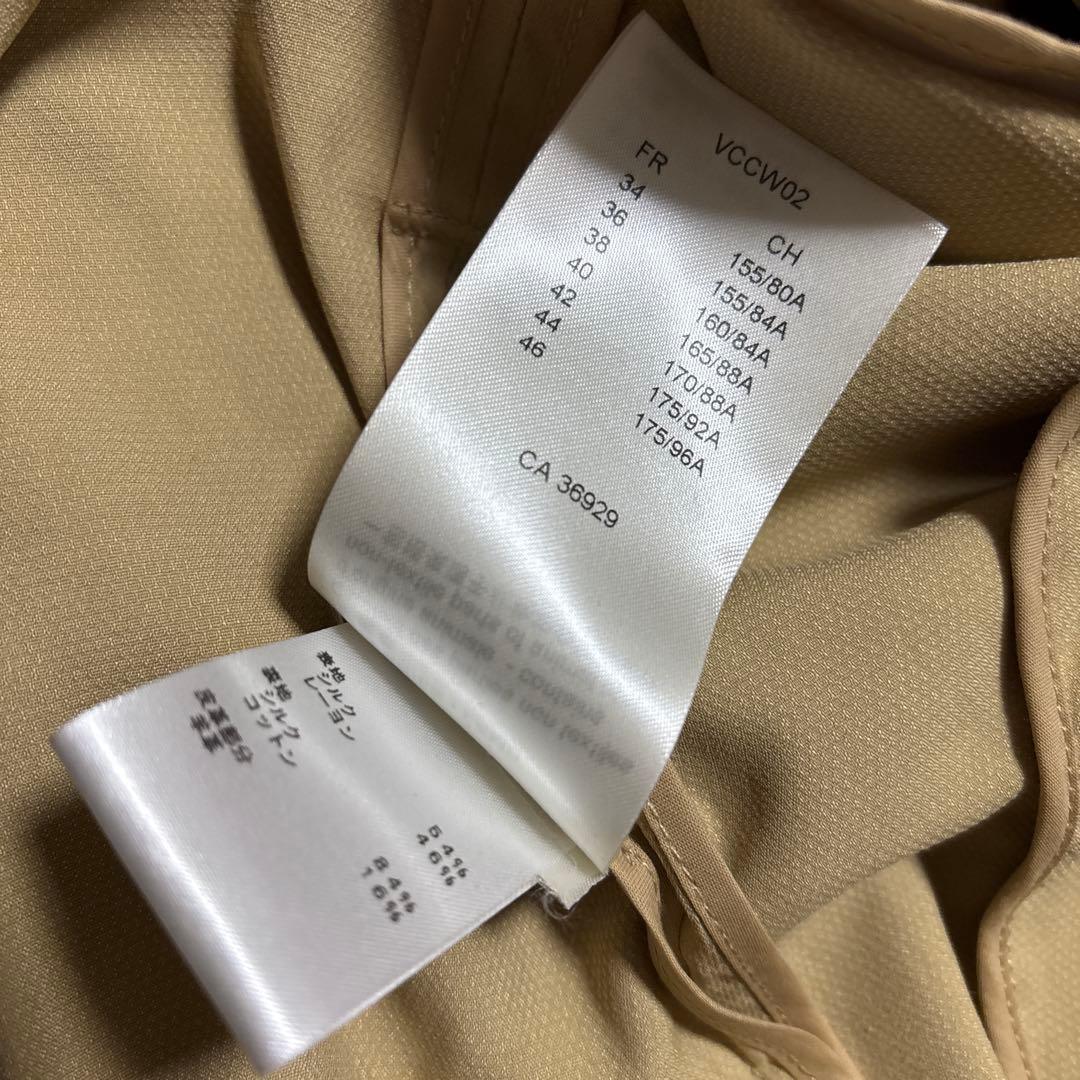 VCCW02
FR CH
34 155/80A
36 155/84A
38 160/84A
40 165/88A
42 170/88A
44 175/92A
46 175/96A
CA 36929
表地
シルク 54%
レーヨン 46%
裏地
シルク 84%
コットン 16%
皮革部分
羊革